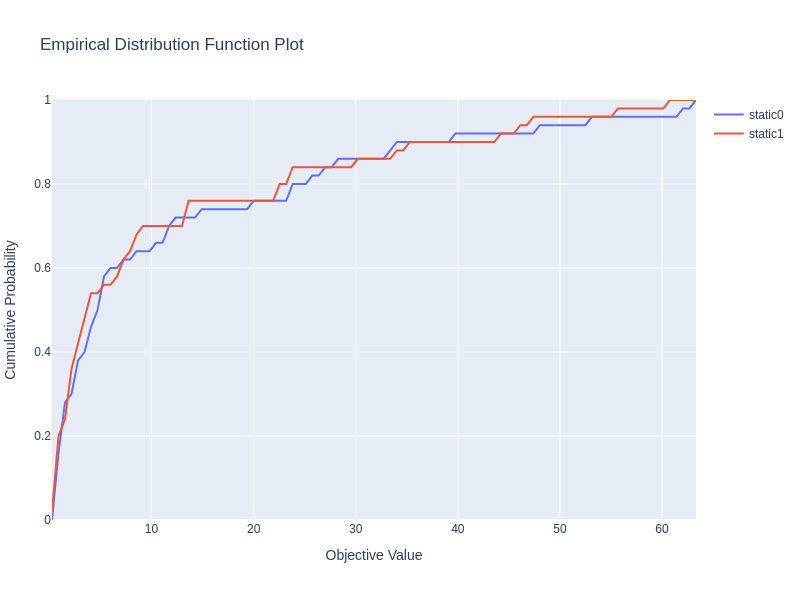 Empirical Distribution Function Plot
1
0.8
0.6
0.4
0.2
0
10
20
30
40
50
60
Objective Value
Cumulative Probability
static0
static1